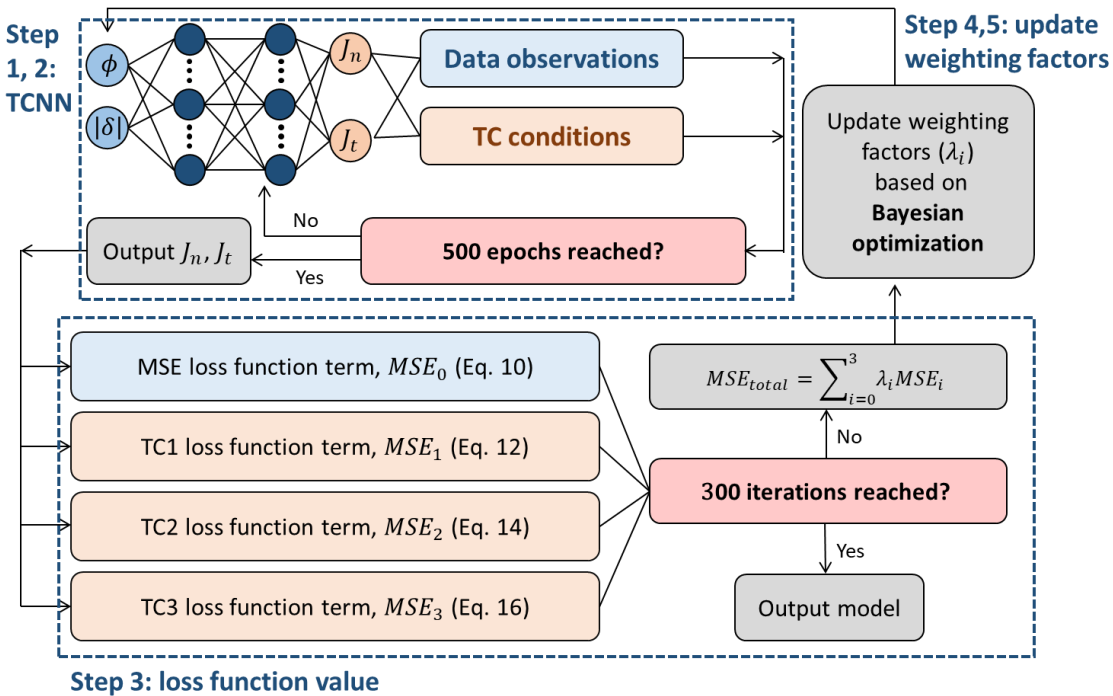 Step
1, 2:
TCNN
ϕ
|δ|
J_n
J_t
Data observations
TC conditions
Step 4,5: update
weighting factors
Update weighting
factors (λ_i)
based on
Bayesian
optimization
No
Yes
500 epochs reached?
Output J_n, J_t
MSE loss function term, MSE_0 (Eq. 10)
TC1 loss function term, MSE_1 (Eq. 12)
TC2 loss function term, MSE_2 (Eq. 14)
TC3 loss function term, MSE_3 (Eq. 16)
MSE_total = ∑_{i=0}^{3} λ_i MSE_i
No
300 iterations reached?
Yes
Output model
Step 3: loss function value